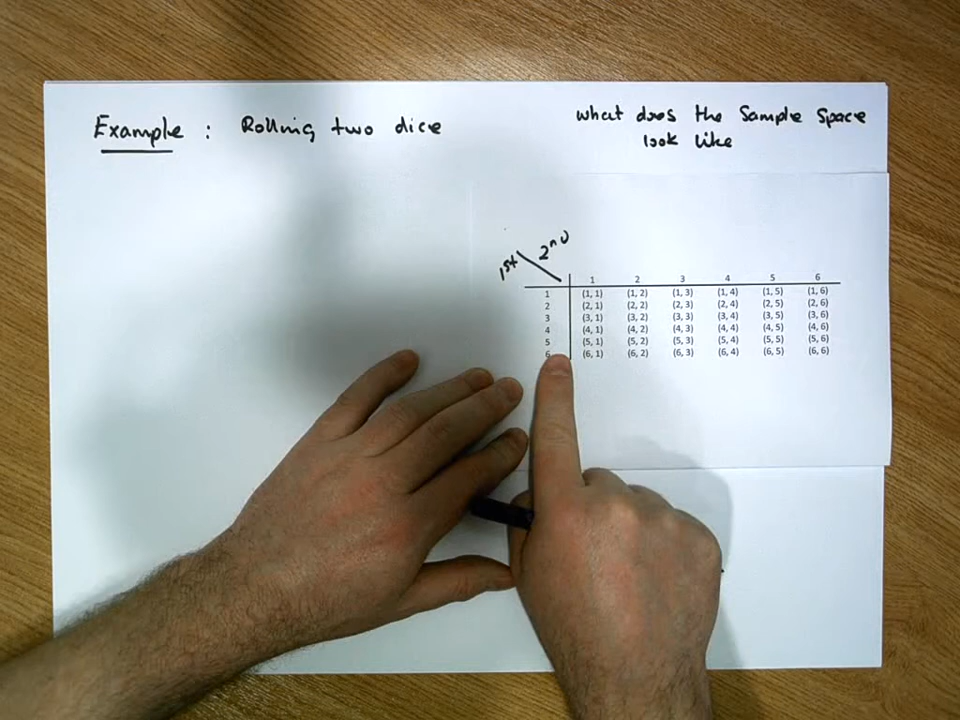 Example : Rolling two dice
what does the Sample Space
look like
1st 2nd
1 2 3 4 5 6
1 (1, 1) (1, 2) (1, 3) (1, 4) (1, 5) (1, 6)
2 (2, 1) (2, 2) (2, 3) (2, 4) (2, 5) (2, 6)
3 (3, 1) (3, 2) (3, 3) (3, 4) (3, 5) (3, 6)
4 (4, 1) (4, 2) (4, 3) (4, 4) (4, 5) (4, 6)
5 (5, 1) (5, 2) (5, 3) (5, 4) (5, 5) (5, 6)
6 (6, 1) (6, 2) (6, 3) (6, 4) (6, 5) (6, 6)